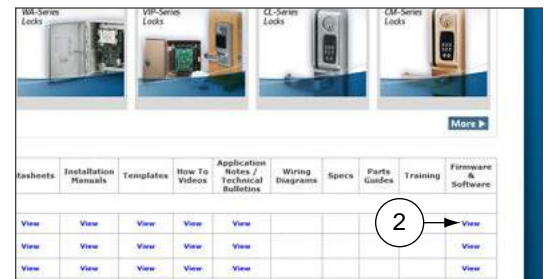 WA-Series
Locks
VIP-Series
Locks
CL-Series
Locks
CM-Series
Locks
More
tasheets
Installation
Manuals
Templates
How To
Videos
Application
Notes /
Technical
Bulletins
Wiring
Diagrams
Specs
Parts
Guides
Training
Firmware
&
Software
View View View View View 2 View
View View View View View View
View View View View View View